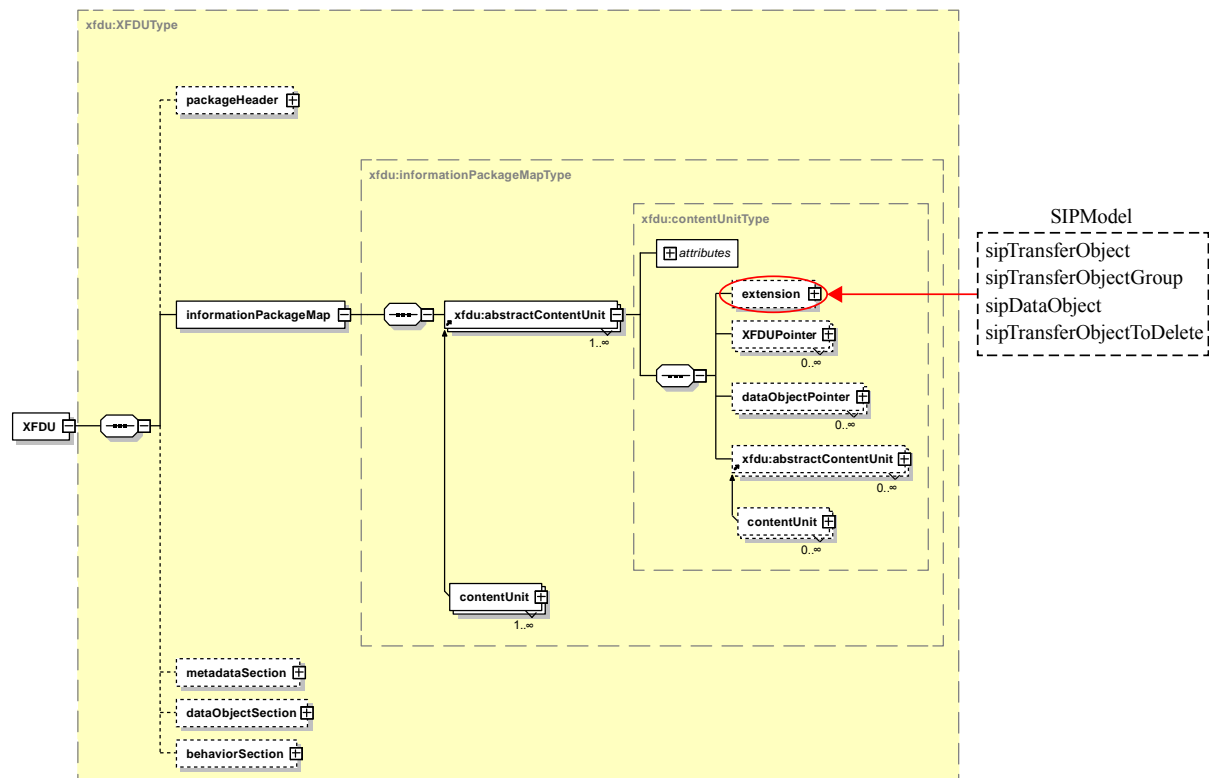 xfdu:XFDUType
packageHeader
xfdu:informationPackageMapType
xfdu:contentUnitType
attributes
SIPModel
sipTransferObject
sipTransferObjectGroup
sipDataObject
sipTransferObjectToDelete
extension
informationPackageMap
xfdu:abstractContentUnit
1..∞
XFDUPointer
0..∞
dataObjectPointer
0..∞
XFDU
xfdu:abstractContentUnit
0..∞
contentUnit
0..∞
contentUnit
1..∞
metadataSection
dataObjectSection
behaviorSection